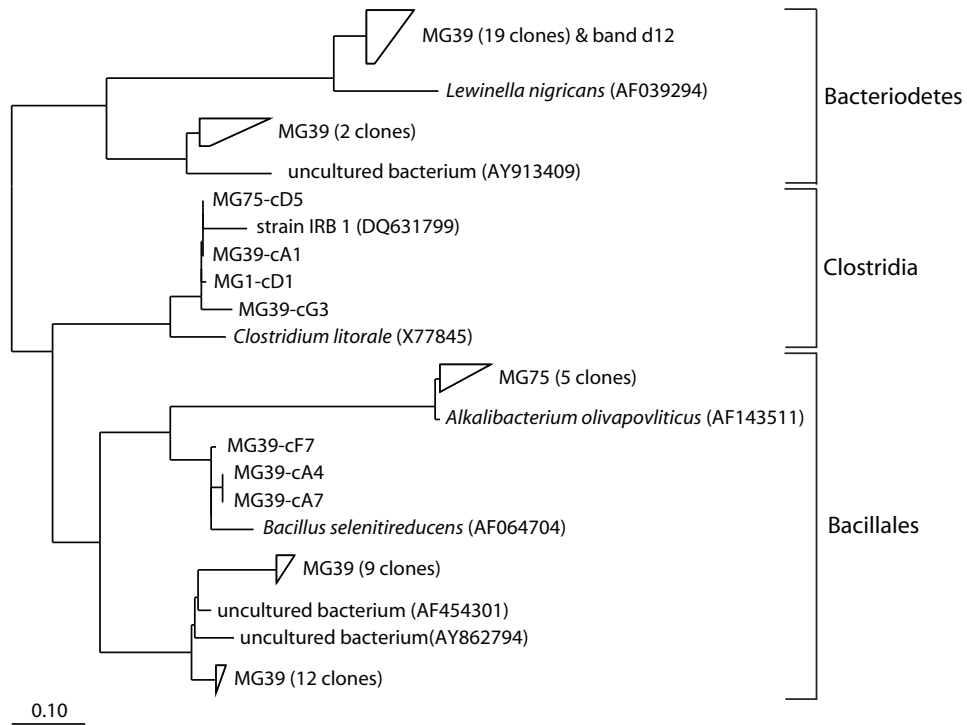 MG39 (19 clones) & band d12
Lewinella nigricans (AF039294)
Bacteriodetes
MG39 (2 clones)
uncultured bacterium (AY913409)
MG75-cD5
strain IRB 1 (DQ631799)
MG39-cA1
Clostridia
MG1-cD1
MG39-cG3
Clostridium litorale (X77845)
MG75 (5 clones)
Alkalibacterium olivapovliticus (AF143511)
MG39-cF7
MG39-cA4
MG39-cA7
Bacillus selenitireducens (AF064704)
Bacillales
MG39 (9 clones)
uncultured bacterium (AF454301)
uncultured bacterium(AY862794)
MG39 (12 clones)
0.10